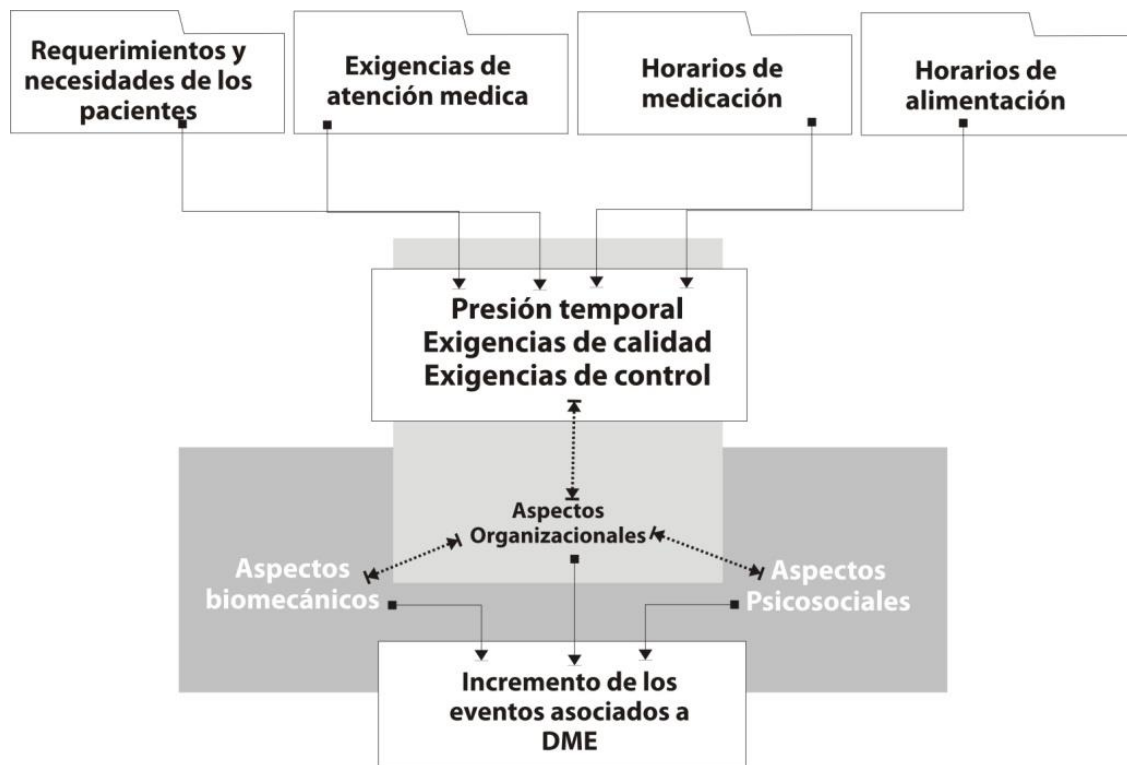 Requerimientos y
necesidades de los
pacientes
Exigencias de
atención medica
Horarios de
medicación
Horarios de
alimentación
Presión temporal
Exigencias de calidad
Exigencias de control
Aspectos
Organizacionales
Aspectos
biomecánicos
Aspectos
Psicosociales
Incremento de los
eventos asociados a
DME